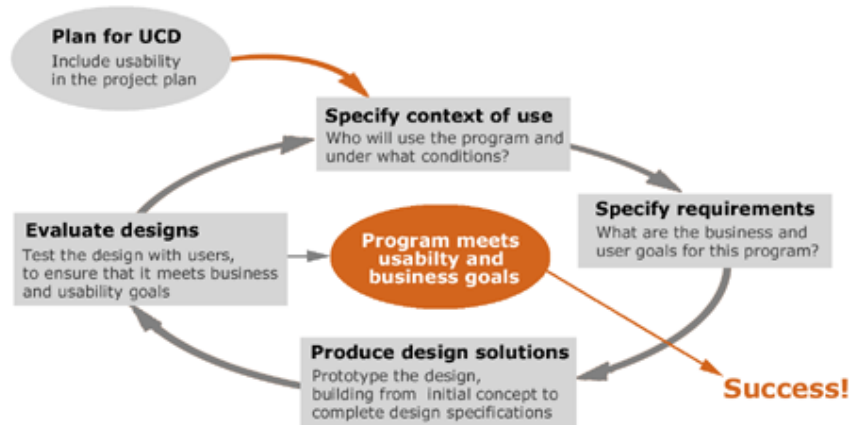 Plan for UCD
Include usability
in the project plan
Specify context of use
Who will use the program and
under what conditions?
Specify requirements
What are the business and
user goals for this program?
Produce design solutions
Prototype the design,
building from initial concept to
complete design specifications
Evaluate designs
Test the design with users,
to ensure that it meets business
and usability goals
Program meets
usabilty and
business goals
Success!